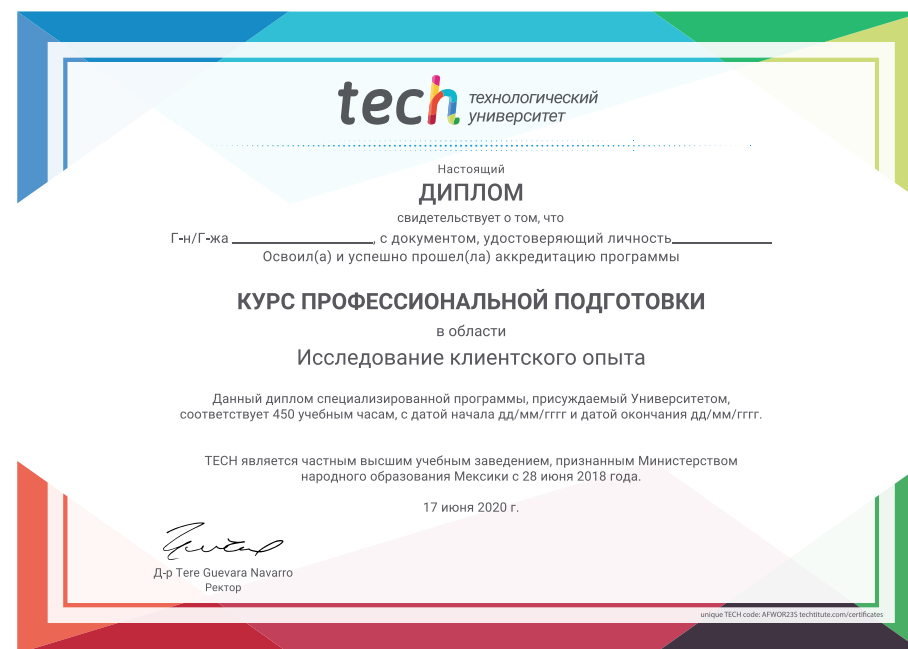 tech технологический
университет
Настоящий
ДИПЛОМ
свидетельствует о том, что
Г-н/Г-жа ____________________, с документом, удостоверяющий личность______________
Освоил(а) и успешно прошел(ла) аккредитацию программы
КУРС ПРОФЕССИОНАЛЬНОЙ ПОДГОТОВКИ
в области
Исследование клиентского опыта
Данный диплом специализированной программы, присуждаемый Университетом,
соответствует 450 учебным часам, с датой начала дд/мм/гггг и датой окончания дд/мм/гггг.
TECH является частным высшим учебным заведением, признанным Министерством
народного образования Мексики с 28 июня 2018 года.
17 июня 2020 г.
Д-р Tere Guevara Navarro
Ректор
unique TECH code: AFWOR23S techtitute.com/certificates